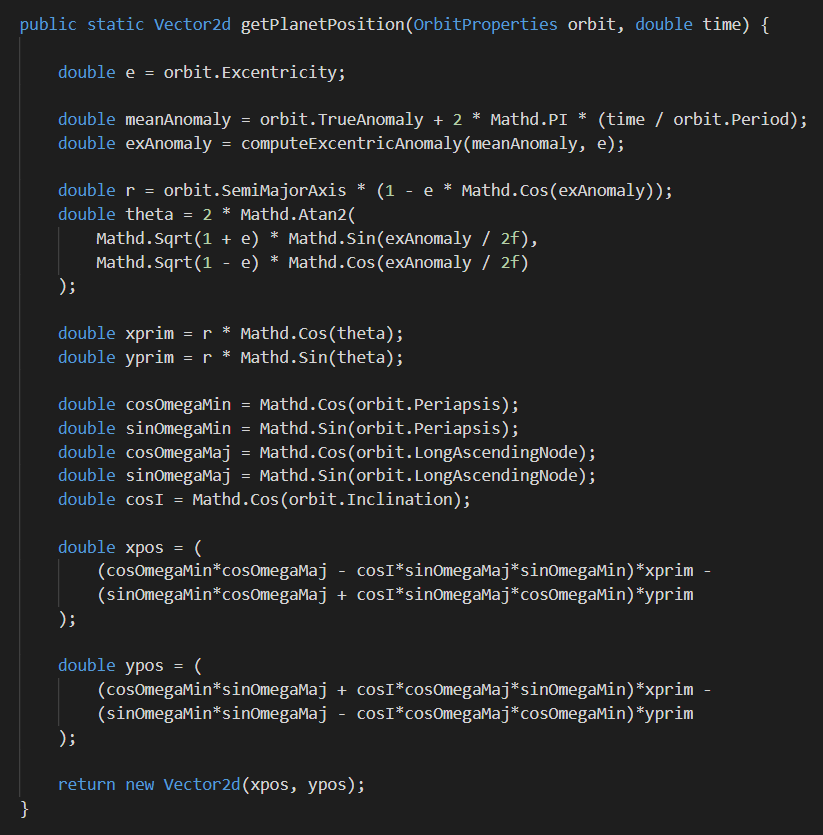 public static Vector2d getPlanetPosition(OrbitProperties orbit, double time) {
double e = orbit.Excentricity;
double meanAnomaly = orbit.TrueAnomaly + 2 * Mathd.PI * (time / orbit.Period);
double exAnomaly = computeExcentricAnomaly(meanAnomaly, e);
double r = orbit.SemiMajorAxis * (1 - e * Mathd.Cos(exAnomaly));
double theta = 2 * Mathd.Atan2(
Mathd.Sqrt(1 + e) * Mathd.Sin(exAnomaly / 2f),
Mathd.Sqrt(1 - e) * Mathd.Cos(exAnomaly / 2f)
);
double xprim = r * Mathd.Cos(theta);
double yprim = r * Mathd.Sin(theta);
double cosOmegaMin = Mathd.Cos(orbit.Periapsis);
double sinOmegaMin = Mathd.Sin(orbit.Periapsis);
double cosOmegaMaj = Mathd.Cos(orbit.LongAscendingNode);
double sinOmegaMaj = Mathd.Sin(orbit.LongAscendingNode);
double cosI = Mathd.Cos(orbit.Inclination);
double xpos = (
(cosOmegaMin*cosOmegaMaj - cosI*sinOmegaMaj*sinOmegaMin)*xprim -
(sinOmegaMin*cosOmegaMaj + cosI*sinOmegaMaj*cosOmegaMin)*yprim
);
double ypos = (
(cosOmegaMin*sinOmegaMaj + cosI*cosOmegaMaj*sinOmegaMin)*xprim -
(sinOmegaMin*sinOmegaMaj - cosI*cosOmegaMaj*cosOmegaMin)*yprim
);
return new Vector2d(xpos, ypos);
}